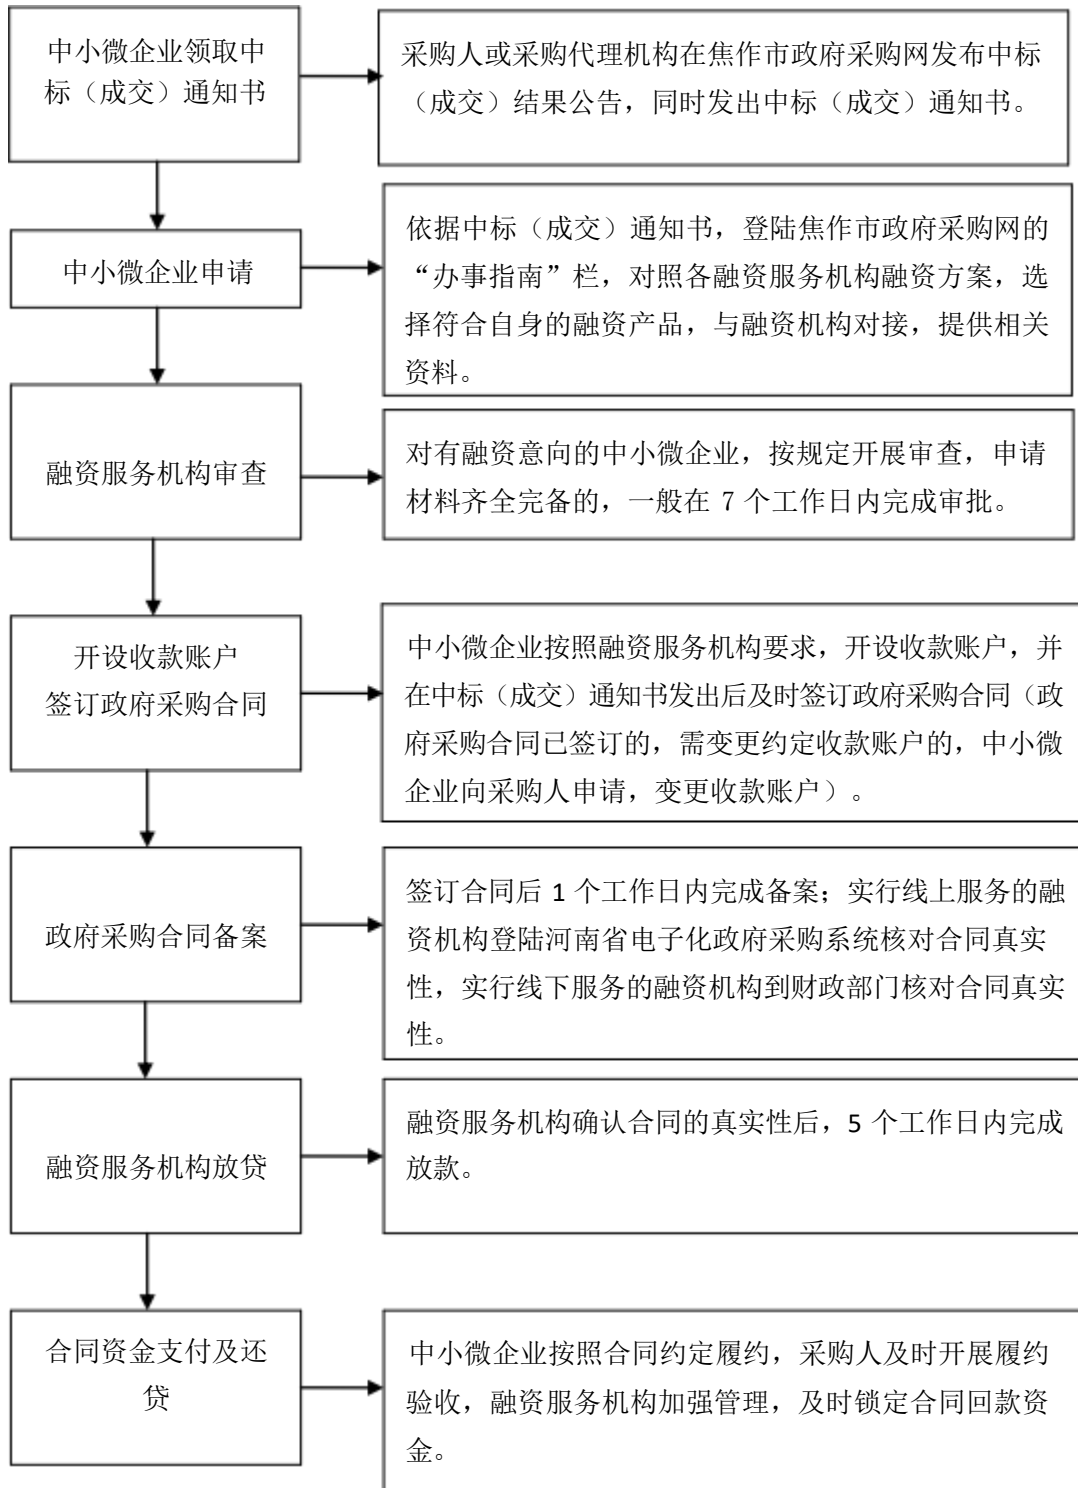 中小微企业领取中
标（成交）通知书
采购人或采购代理机构在焦作市政府采购网发布中标
（成交）结果公告，同时发出中标（成交）通知书。
中小微企业申请
依据中标（成交）通知书，登陆焦作市政府采购网的
“办事指南”栏，对照各融资服务机构融资方案，选
择符合自身的融资产品，与融资机构对接，提供相关
资料。
融资服务机构审查
对有融资意向的中小微企业，按规定开展审查，申请
材料齐全完备的，一般在 7 个工作日内完成审批。
开设收款账户
签订政府采购合同
中小微企业按照融资服务机构要求，开设收款账户，并
在中标（成交）通知书发出后及时签订政府采购合同（政
府采购合同已签订的，需变更约定收款账户的，中小微
企业向采购人申请，变更收款账户）。
政府采购合同备案
签订合同后 1 个工作日内完成备案；实行线上服务的融
资机构登陆河南省电子化政府采购系统核对合同真实
性，实行线下服务的融资机构到财政部门核对合同真实
性。
融资服务机构放贷
融资服务机构确认合同的真实性后，5 个工作日内完成
放款。
合同资金支付及还
贷
中小微企业按照合同约定履约，采购人及时开展履约
验收，融资服务机构加强管理，及时锁定合同回款资
金。